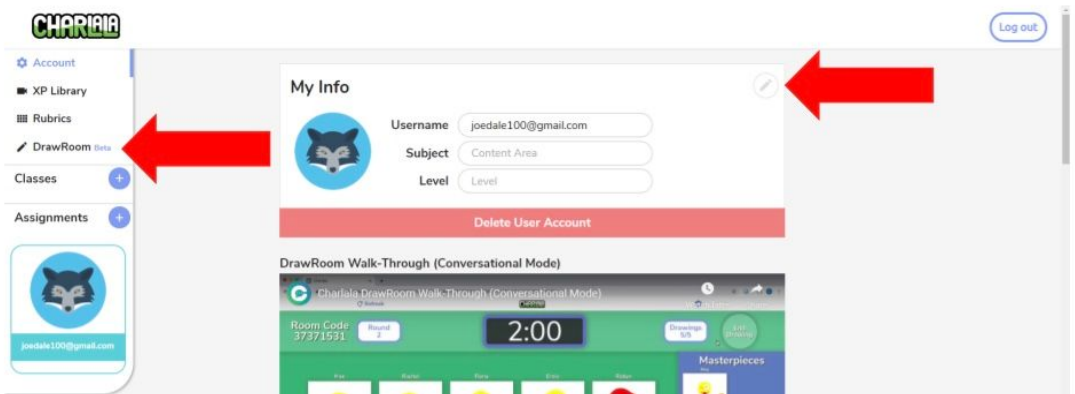 CHARLALA
Log out
Account
XP Library
Rubrics
DrawRoom Beta
Classes
Assignments
joedale100@gmail.com
My Info
Username joedale100@gmail.com
Subject Content Area
Level Level
Delete User Account
DrawRoom Walk-Through (Conversational Mode)
Charlala DrawRoom Walk-Through (Conversational Mode)
Room Code
37371531
Round
2
2:00
Drawings
5/5
Masterpieces